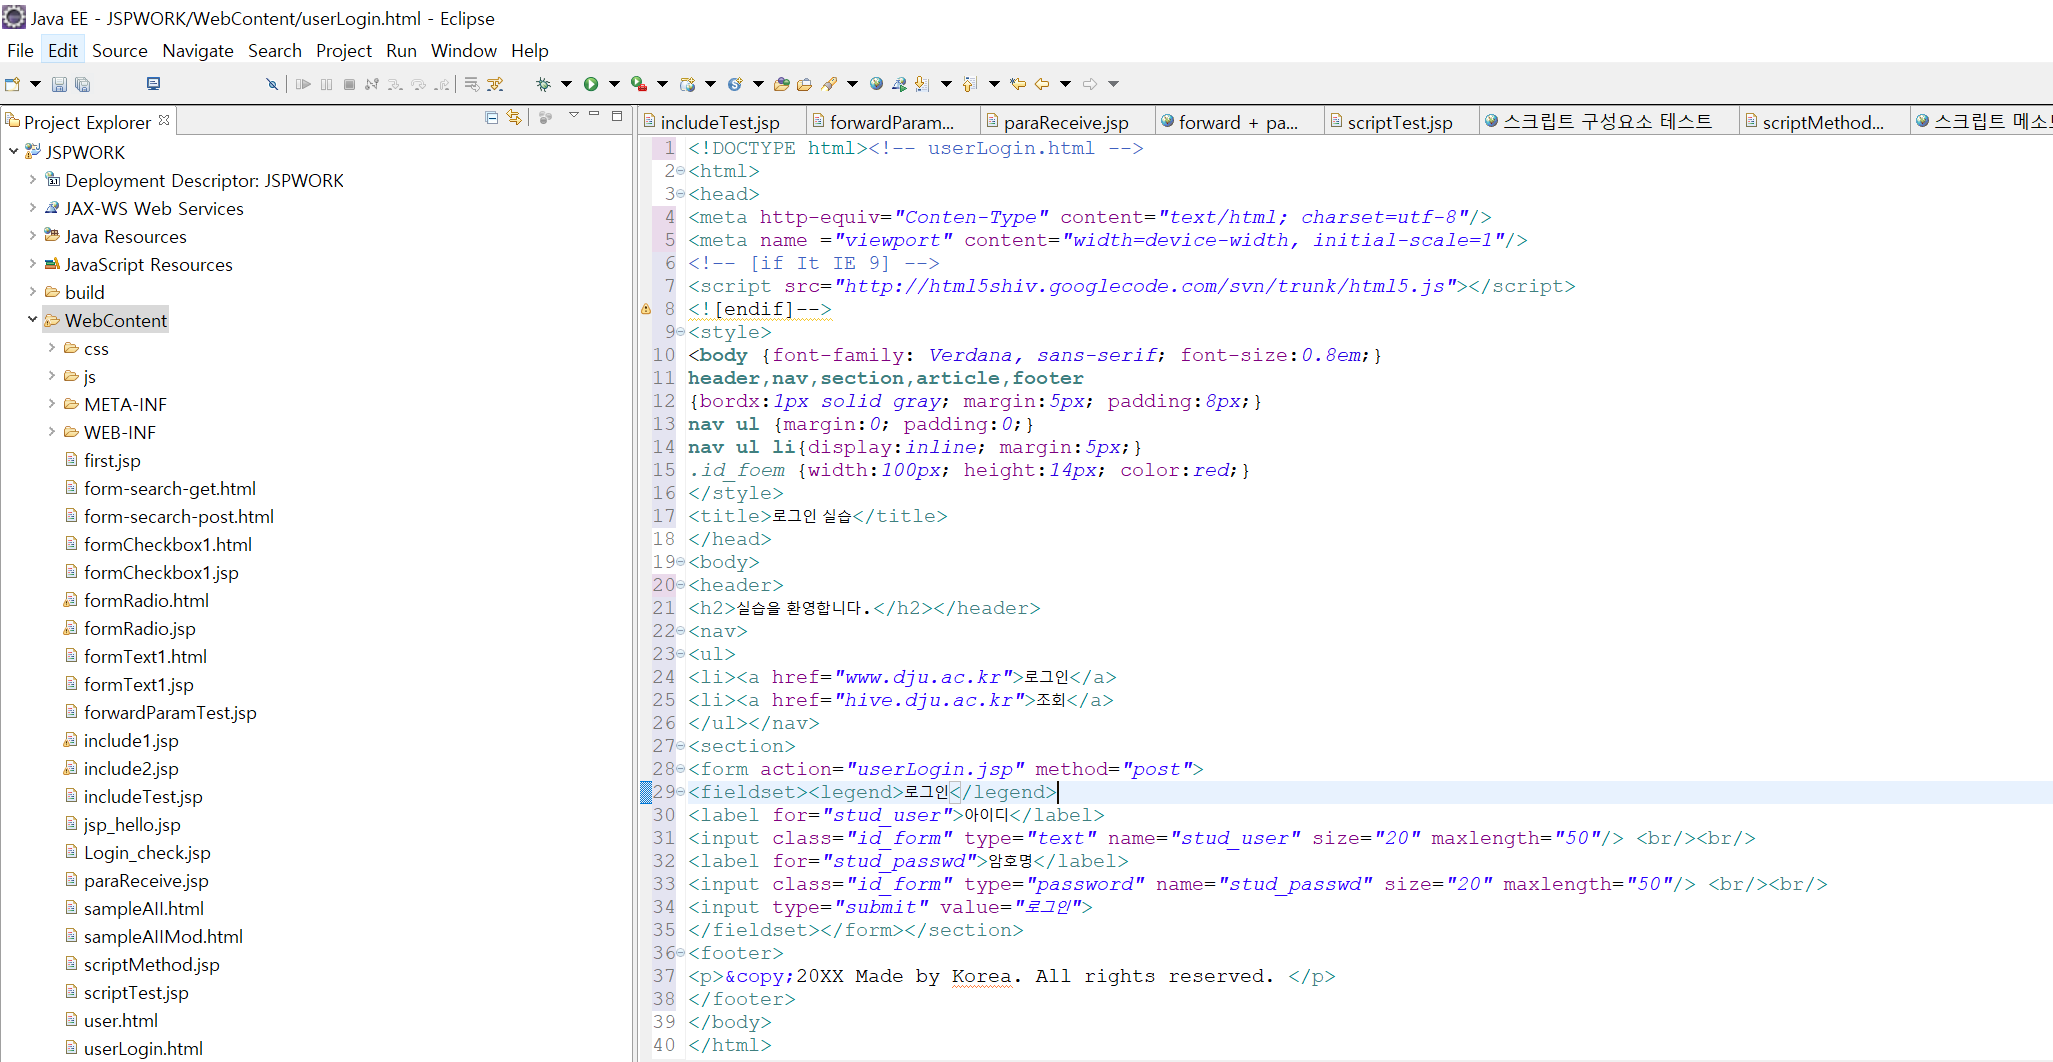 Java EE - JSPWORK/WebContent/userLogin.html - Eclipse
File Edit Source Navigate Search Project Run Window Help
Project Explorer
includeTest.jsp forwardParam... paraReceive.jsp forward + pa... scriptTest.jsp 스크립트 구성요소 테스트 scriptMethod... 스크립트
JSPWORK
Deployment Descriptor: JSPWORK
JAX-WS Web Services
Java Resources
JavaScript Resources
build
WebContent
css
js
META-INF
WEB-INF
first.jsp
form-search-get.html
form-secarch-post.html
formCheckbox1.html
formCheckbox1.jsp
formRadio.html
formRadio.jsp
formText1.html
formText1.jsp
forwardParamTest.jsp
include1.jsp
include2.jsp
includeTest.jsp
jsp_hello.jsp
Login_check.jsp
paraReceive.jsp
sampleAll.html
sampleAllMod.html
scriptMethod.jsp
scriptTest.jsp
user.html
userLogin.html
1 <!DOCTYPE html><!-- userLogin.html -->
2 <html>
3 <head>
4 <meta http-equiv="Conten-Type" content="text/html; charset=utf-8"/>
5 <meta name ="viewport" content="width=device-width, initial-scale=1"/>
6 <!-- [if It IE 9] -->
7 <script src="http://html5shiv.googlecode.com/svn/trunk/html5.js"></script>
8 <![endif]-->
9 <style>
10 <body {font-family: Verdana, sans-serif; font-size:0.8em;}
11 header,nav,section,article,footer
12 {bordx:1px solid gray; margin:5px; padding:8px;}
13 nav ul {margin:0; padding:0;}
14 nav ul li{display:inline; margin:5px;}
15 .id_foem {width:100px; height:14px; color:red;}
16 </style>
17 <title>로그인 실습</title>
18 </head>
19 <body>
20 <header>
21 <h2>실습을 환영합니다.</h2></header>
22 <nav>
23 <ul>
24 <li><a href="www.dju.ac.kr">로그인</a>
25 <li><a href="hive.dju.ac.kr">조회</a>
26 </ul></nav>
27 <section>
28 <form action="userLogin.jsp" method="post">
29 <fieldset><legend>로그인</legend>
30 <label for="stud_user">아이디</label>
31 <input class="id_form" type="text" name="stud_user" size="20" maxlength="50"/> <br/><br/>
32 <label for="stud_passwd">암호명</label>
33 <input class="id_form" type="password" name="stud_passwd" size="20" maxlength="50"/> <br/><br/>
34 <input type="submit" value="로그인">
35 </fieldset></form></section>
36 <footer>
37 <p>&copy;20XX Made by Korea. All rights reserved. </p>
38 </footer>
39 </body>
40 </html>